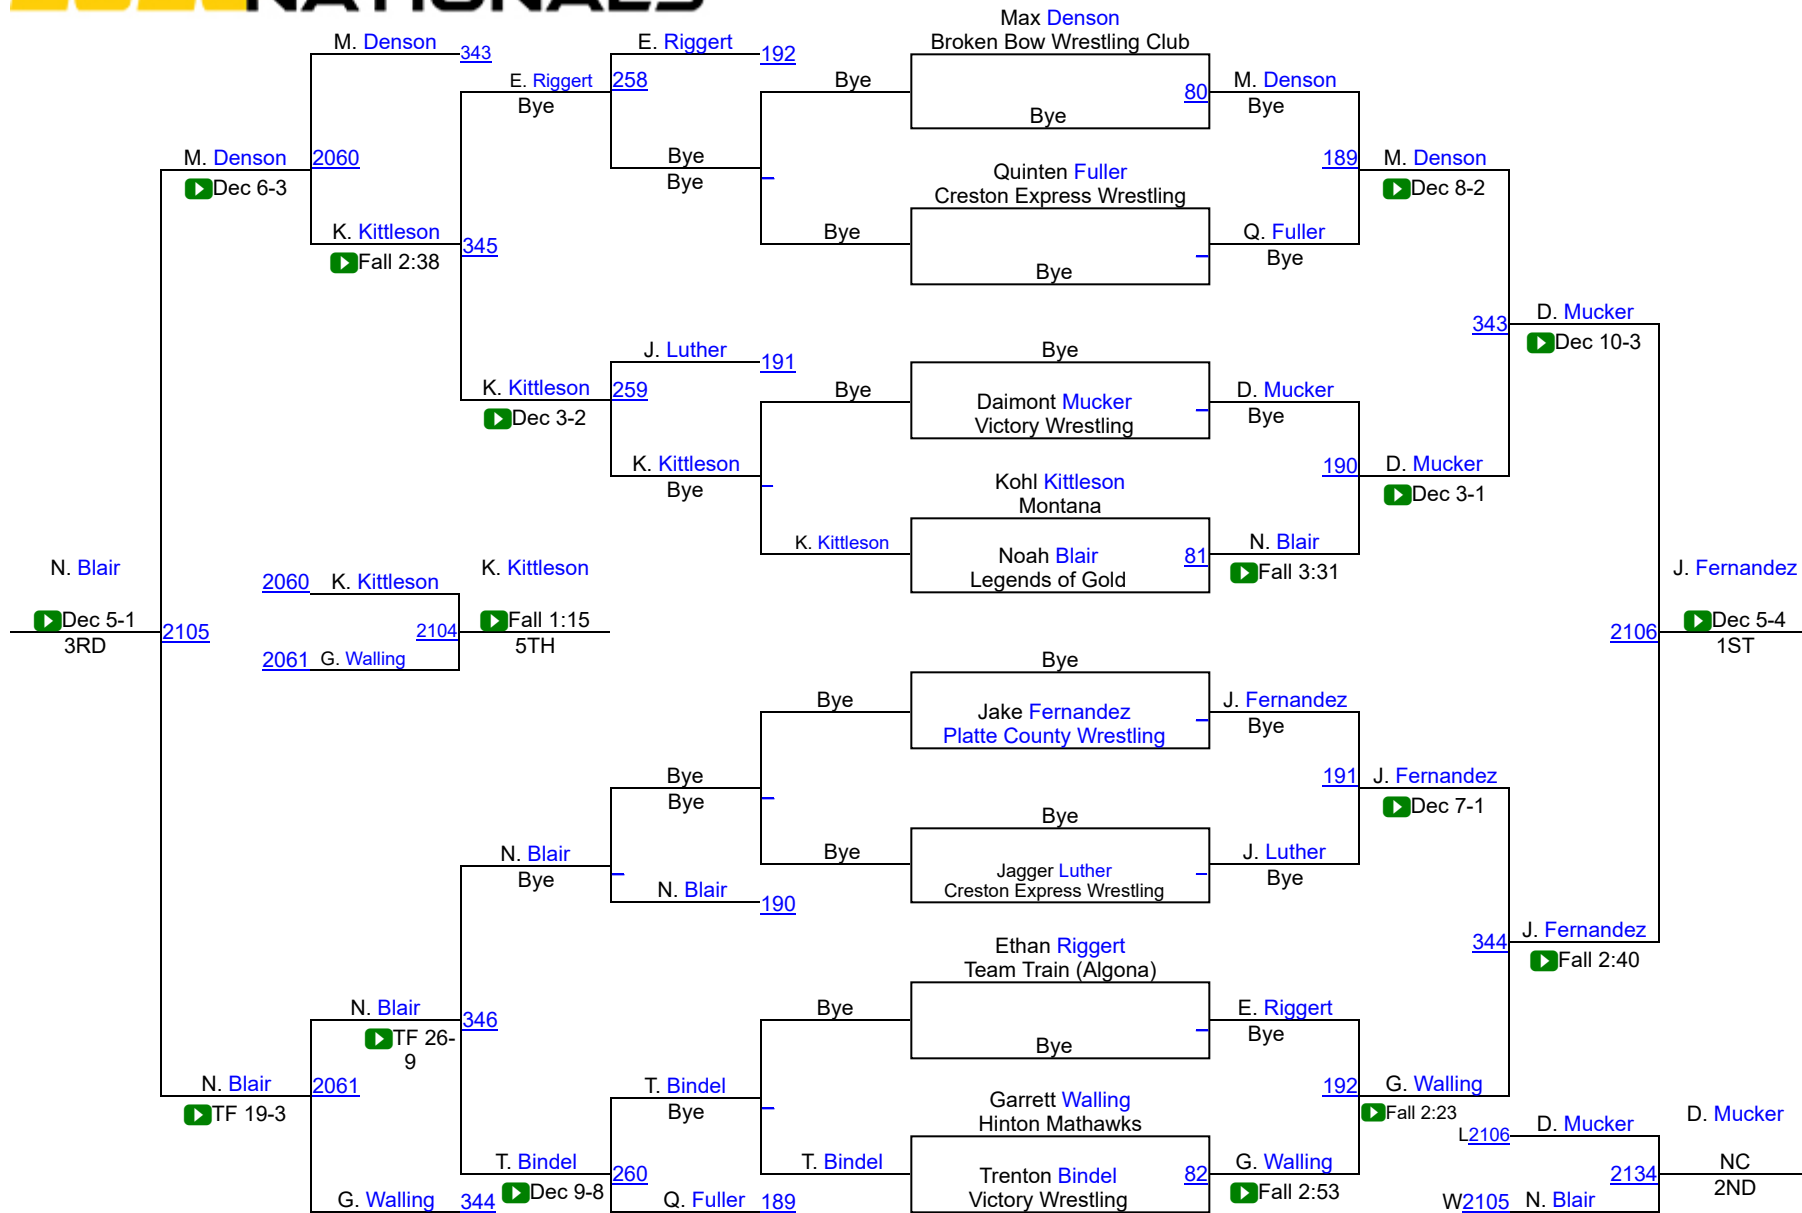 NATIONALS
Max Denson
Broken Bow Wrestling Club
M. Denson 343
E. Riggert 192
E. Riggert 258
Bye
Bye
80
M. Denson
Bye
Bye
M. Denson 2060
Dec 6-3
Bye
Bye
Quinten Fuller
Creston Express Wrestling
189
M. Denson
Dec 8-2
K. Kittleson 345
Fall 2:38
Bye
Bye
Q. Fuller
Bye
343
D. Mucker
Dec 10-3
J. Luther 191
Bye
K. Kittleson 259
Dec 3-2
Bye
Daimont Mucker
Victory Wrestling
D. Mucker
Bye
K. Kittleson
Bye
Kohl Kittleson
Montana
190
D. Mucker
Dec 3-1
K. Kittleson
Noah Blair
Legends of Gold
81
N. Blair
Fall 3:31
N. Blair
Dec 5-1
3RD
2105
2060 K. Kittleson
2061 G. Walling
2104
K. Kittleson
Fall 1:15
5TH
2106
J. Fernandez
Dec 5-4
1ST
Bye
Bye
Jake Fernandez
Platte County Wrestling
J. Fernandez
Bye
Bye
Bye
191
J. Fernandez
Dec 7-1
Bye
Bye
Jagger Luther
Creston Express Wrestling
J. Luther
Bye
N. Blair
Bye
N. Blair 190
344
J. Fernandez
Fall 2:40
Ethan Riggert
Team Train (Algona)
Bye
Bye
E. Riggert
Bye
N. Blair 346
TF 26-
9
N. Blair 2061
TF 19-3
T. Bindel
Bye
Garrett Walling
Hinton Mathawks
192
G. Walling
Fall 2:23
T. Bindel 260
Dec 9-8
T. Bindel
Trenton Bindel
Victory Wrestling
82
G. Walling
Fall 2:53
G. Walling 344
Q. Fuller 189
L2106 D. Mucker
W2105 N. Blair
2134
D. Mucker
NC
2ND